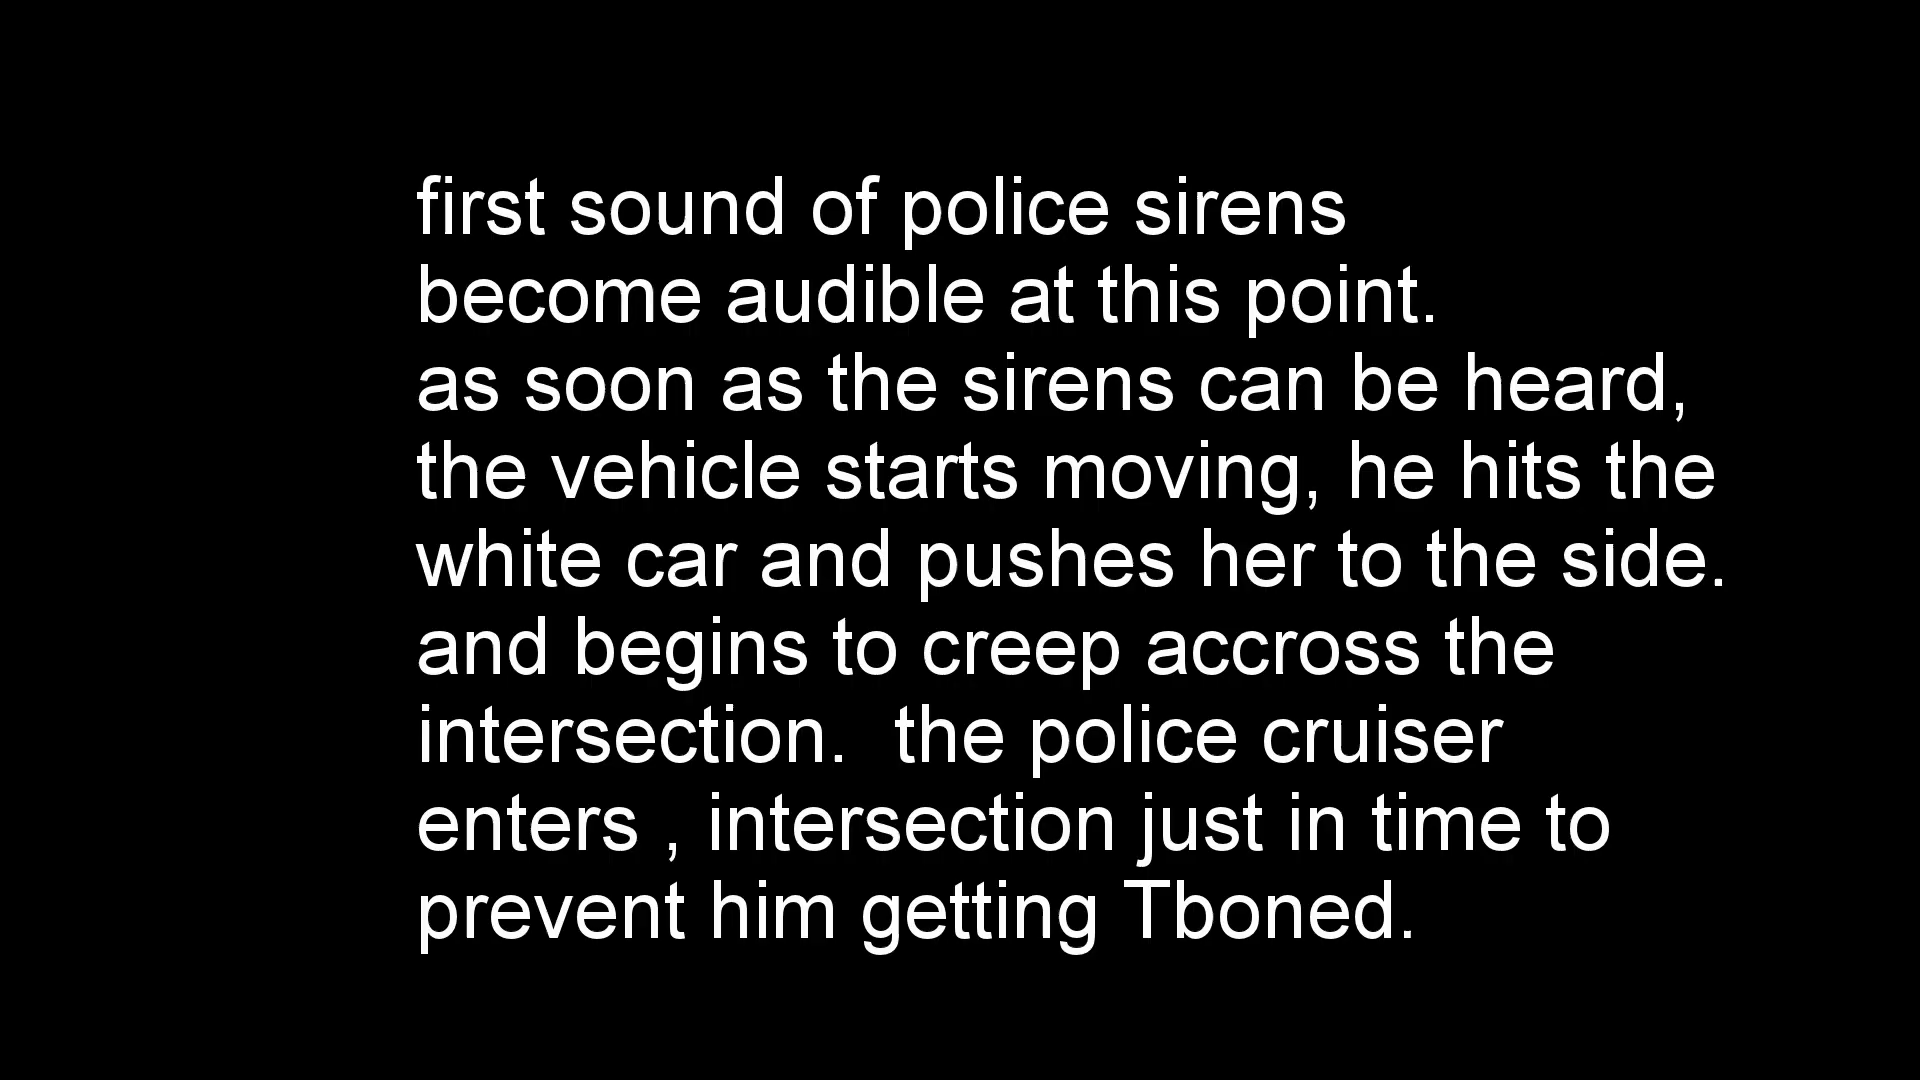 first sound of police sirens
become audible at this point.
as soon as the sirens can be heard,
the vehicle starts moving, he hits the
white car and pushes her to the side.
and begins to creep accross the
intersection.  the police cruiser
enters , intersection just in time to
prevent him getting Tboned.